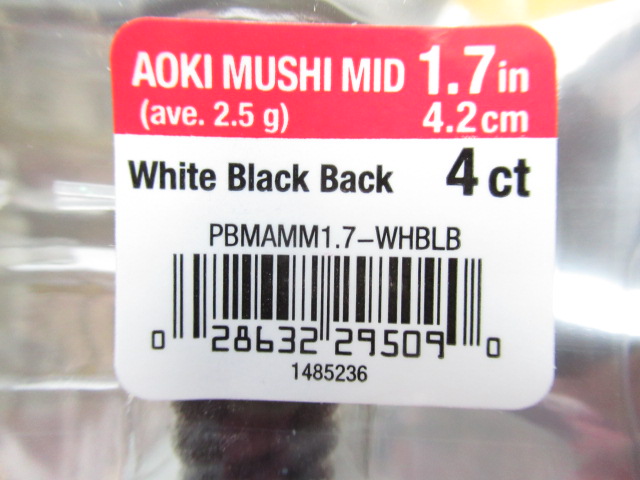 AOKI MUSHI MID 1.7in
(ave. 2.5 g) 4.2cm
White Black Back 4 ct
PBMAMM1.7-WHBLB
0 28632 29509 0
1485236